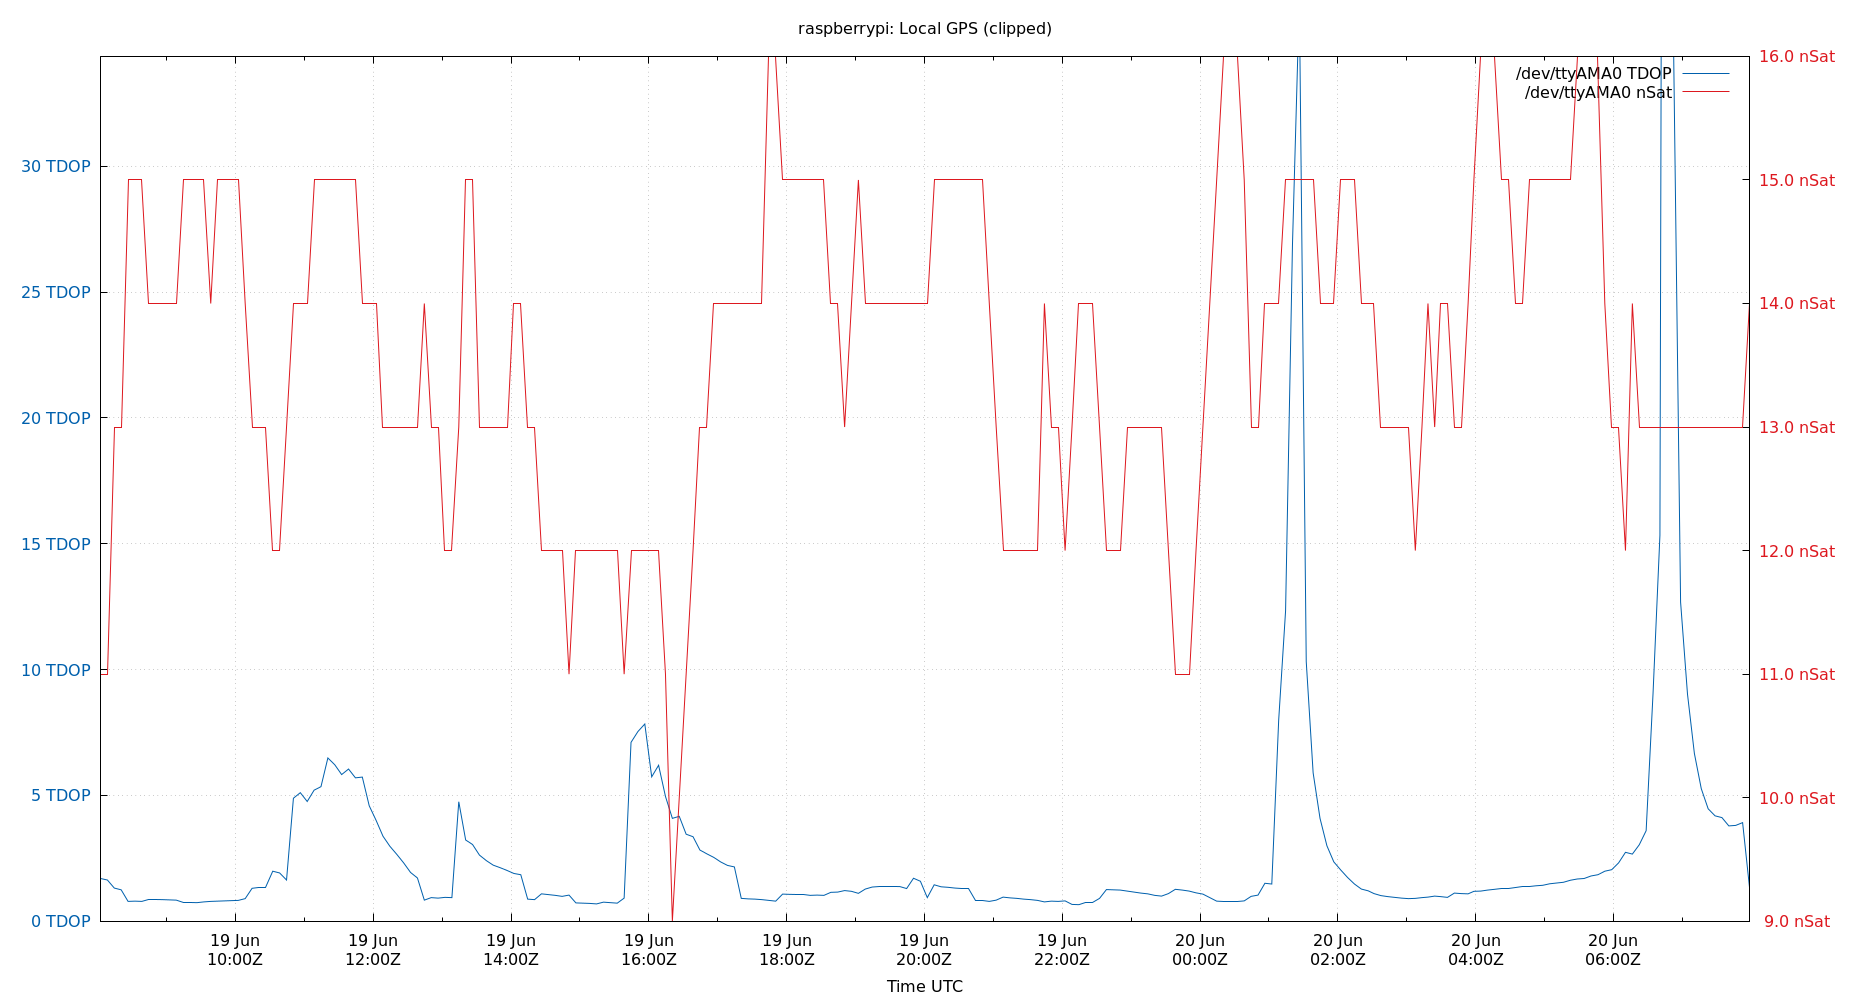 raspberrypi: Local GPS (clipped)
16.0 nSat
/dev/ttyAMA0 TDOP
/dev/ttyAMA0 nSat
30 TDOP
15.0 nSat
25 TDOP
14.0 nSat
20 TDOP
13.0 nSat
15 TDOP
12.0 nSat
10 TDOP
11.0 nSat
5 TDOP
10.0 nSat
0 TDOP
9.0 nSat
19 Jun 19 Jun 19 Jun 19 Jun 19 Jun 19 Jun 19 Jun 20 Jun 20 Jun 20 Jun 20 Jun
10:00Z 12:00Z 14:00Z 16:00Z 18:00Z 20:00Z 22:00Z 00:00Z 02:00Z 04:00Z 06:00Z
Time UTC